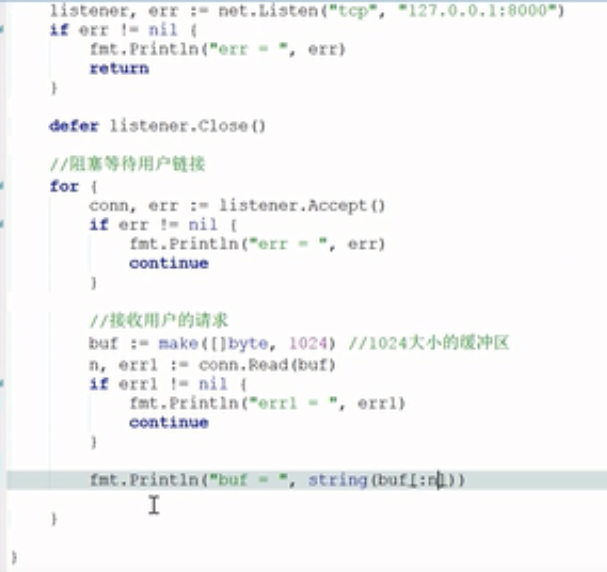 listener, err := net.Listen("tcp", "127.0.0.1:8000")
if err != nil {
fmt.Println("err = ", err)
return
}
defer listener.Close()
//阻塞等待用户链接
for {
conn, err := listener.Accept()
if err != nil {
fmt.Println("err = ", err)
continue
}
//接收用户的请求
buf := make([]byte, 1024) //1024大小的缓冲区
n, err1 := conn.Read(buf)
if err1 != nil {
fmt.Println("err1 = ", err1)
continue
}
fmt.Println("buf = ", string(buf[:n]))
}
}